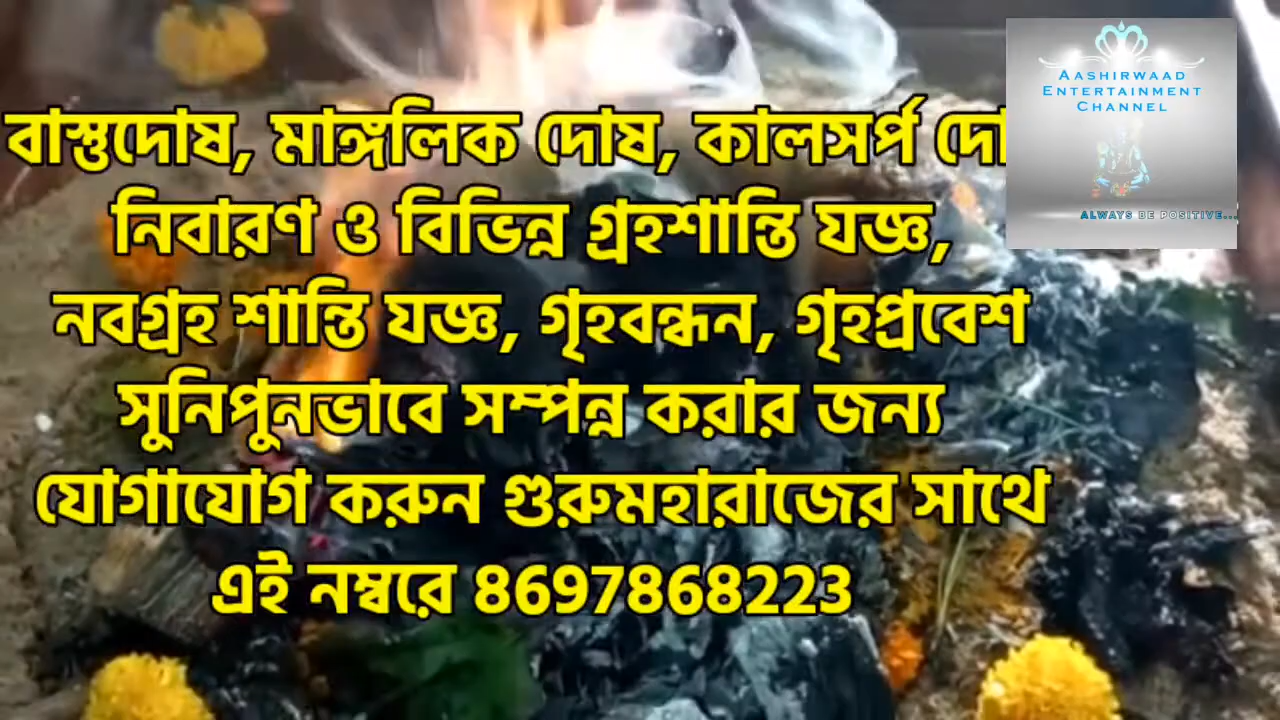 বাস্তুদোষ, মাঙ্গলিক দোষ, কালসর্প
নিবারণ ও বিভিন্ন গ্রহশান্তি যজ্ঞ,
নবগ্রহ শান্তি যজ্ঞ, গৃহবন্ধন, গৃহপ্রবেশ
সুনিপুনভাবে সম্পন্ন করার জন্য
যোগাযোগ করুন গুরুমহারাজের সাথে
এই নম্বরে 8697868223
AASHIRWAAD
ENTERTAINMENT
CHANNEL
ALWAYS BE POSITIVE...